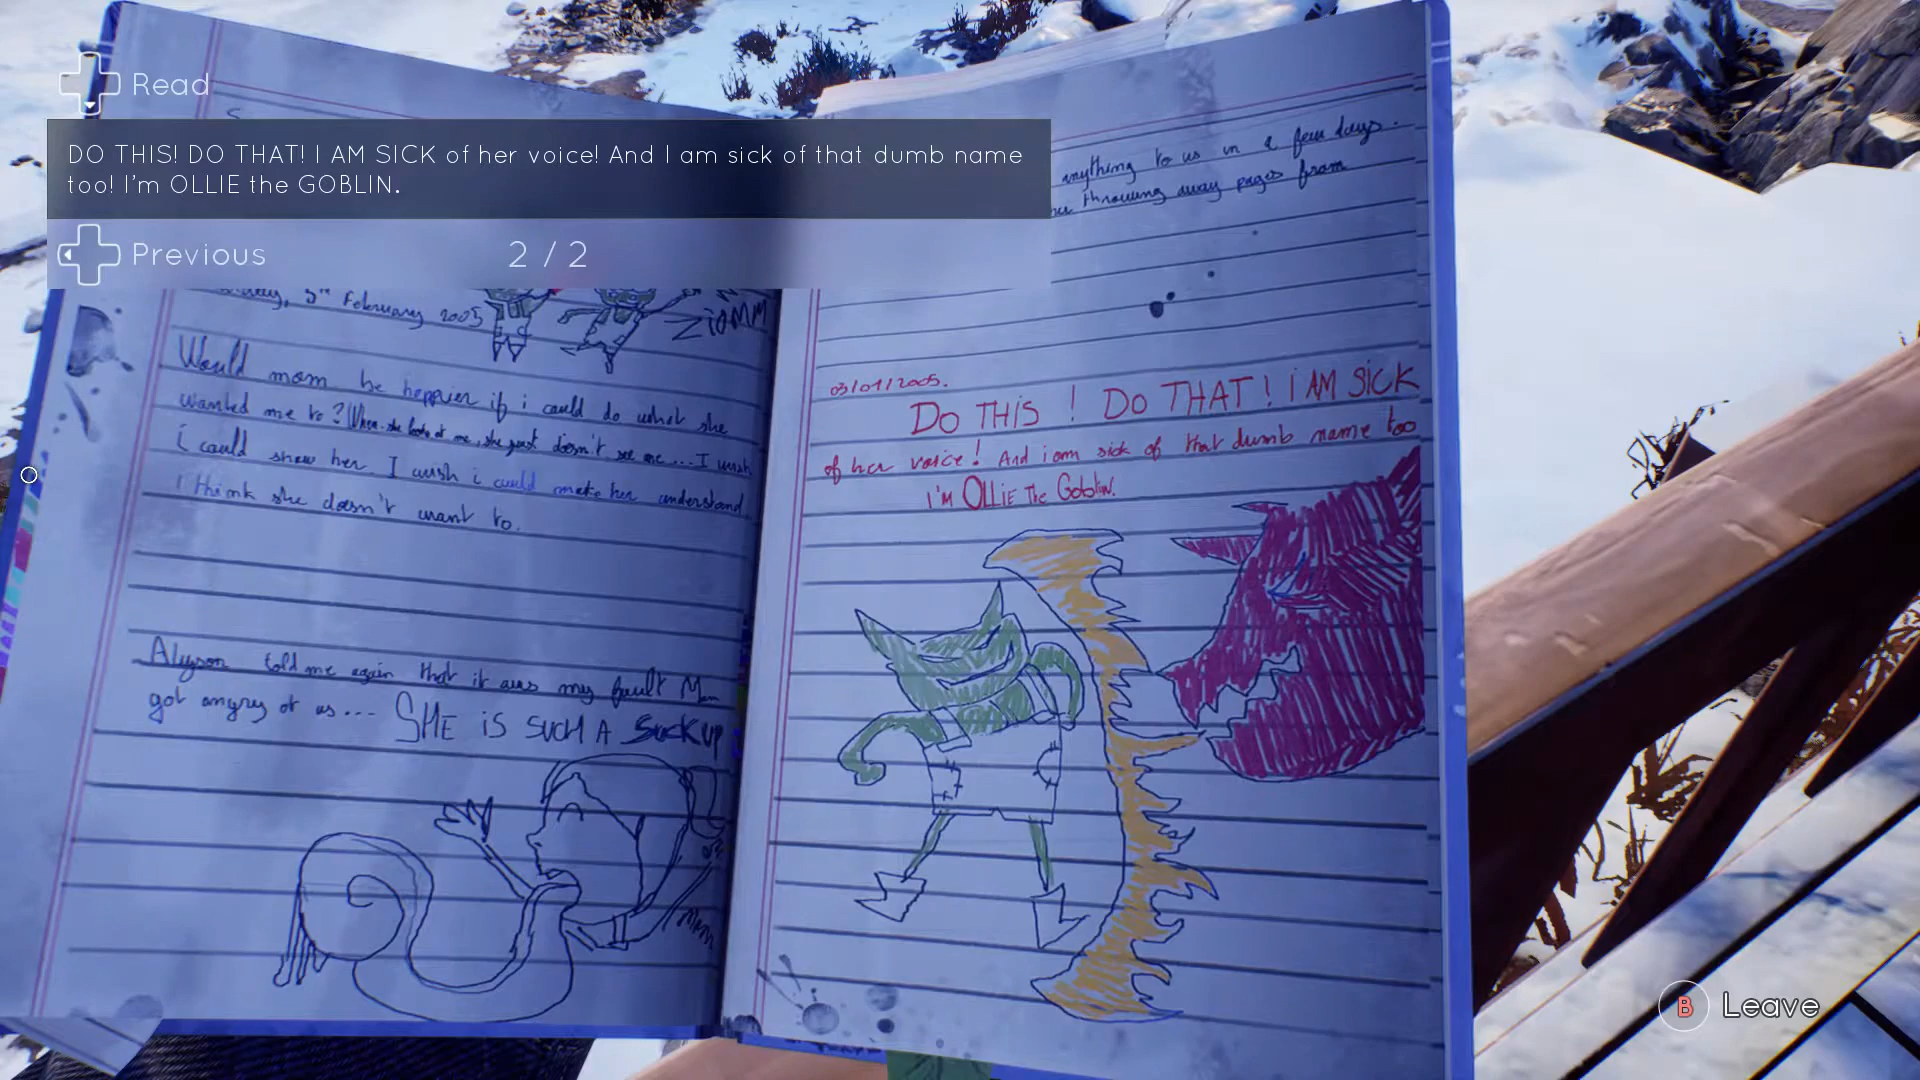 Read
DO THIS! DO THAT! I AM SICK of her voice! And I am sick of that dumb name
too! I'm OLLIE the GOBLIN.
Previous
2 / 2
5th February 2005
ZiOMM
Would mom be happier if i could do what she
wanted me to? When she looks at me, she just doesn't see me... I wish
i could show her I wish i could make her understand
I think she doesn't want to.
Alyson told me again that it was my fault Mom
got angry at us... SHE iS SUCH A SUCK UP
Mom
anything to us in a few days.
throwing away pages from
03/01/2005.
DO THiS ! DO THAT! i AM SiCK
of her voice! And i am sick of that dumb name too
i'M OLLiE The Goblin.
B Leave